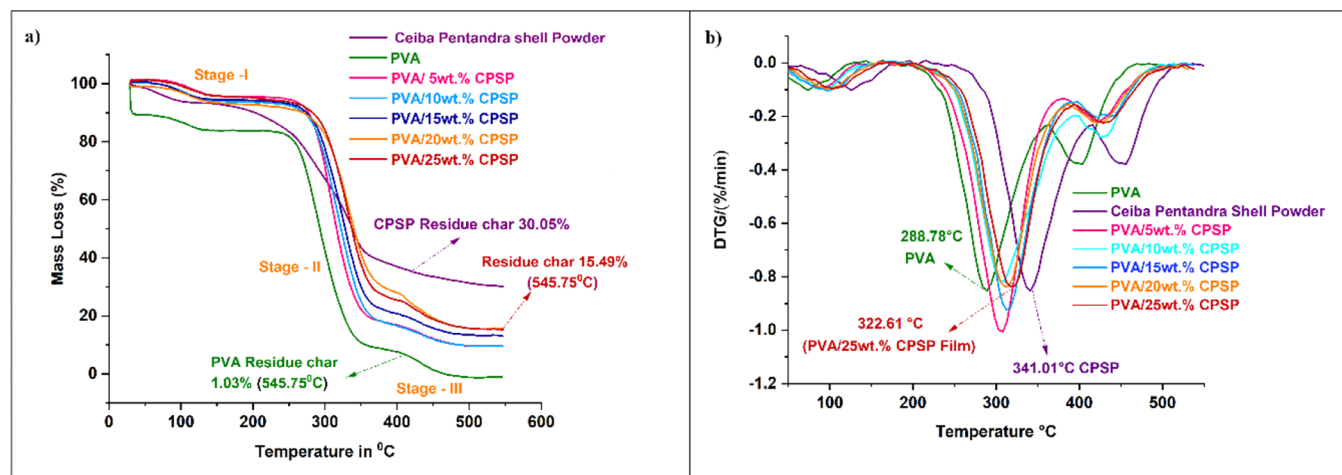 a)
Ceiba Pentandra shell Powder
PVA
PVA/ 5wt.% CPSP
PVA/10wt.% CPSP
PVA/15wt.% CPSP
PVA/20wt.% CPSP
PVA/25wt.% CPSP
Stage -I
CPSP Residue char 30.05%
Residue char 15.49%
(545.75⁰C)
Stage - II
PVA Residue char
1.03% (545.75⁰C)
Stage - III
Mass Loss (%)
100
80
60
40
20
0
0
100
200
300
400
500
600
Temperature in ⁰C
b)
PVA
Ceiba Pentandra Shell Powder
PVA/5wt.% CPSP
PVA/10wt.% CPSP
PVA/15wt.% CPSP
PVA/20wt.% CPSP
PVA/25wt.% CPSP
288.78°C
PVA
322.61 °C
(PVA/25wt.% CPSP Film)
341.01°C CPSP
DTG/(%/min)
0.0
-0.2
-0.4
-0.6
-0.8
-1.0
-1.2
100
200
300
400
500
Temperature °C